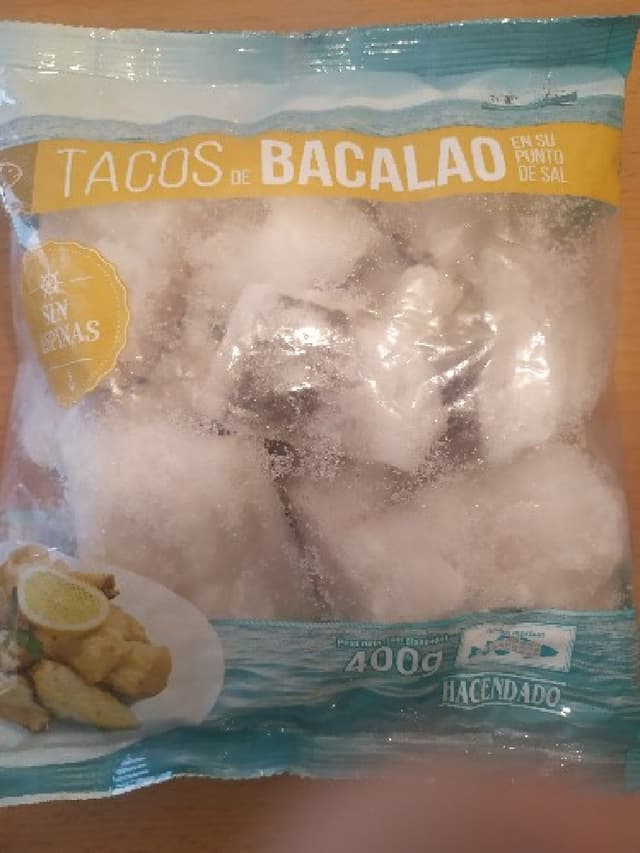 TACOS DE BACALAO EN SU
PUNTO
DE SAL
SIN
ESPINAS
400g
HACENDADO